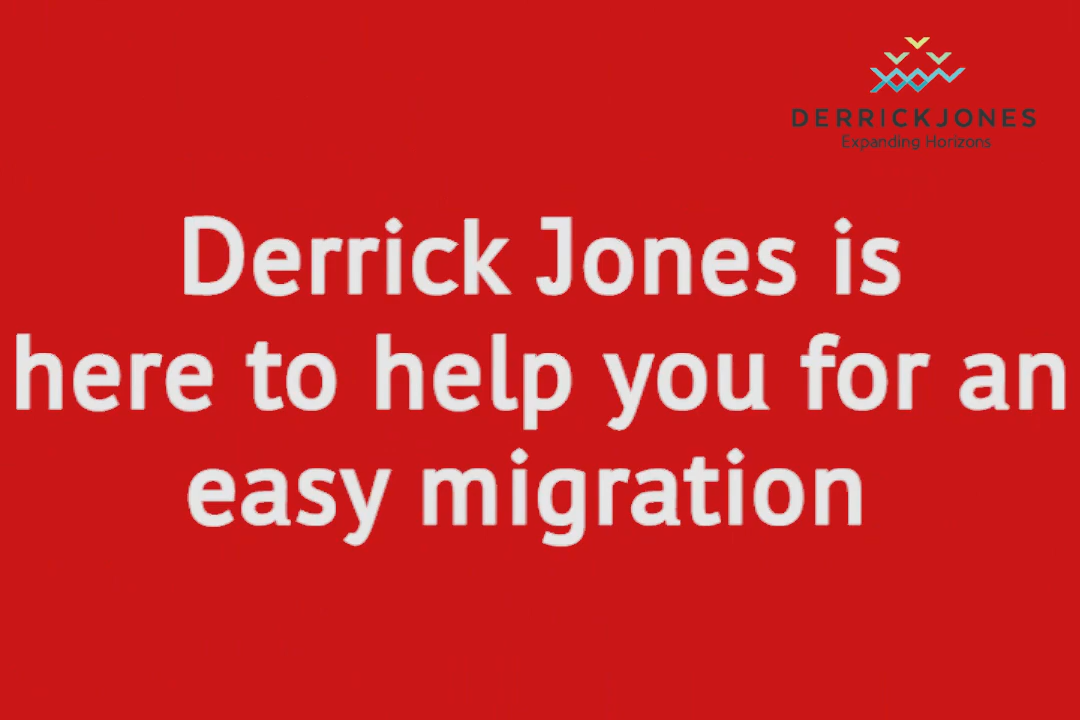 DERRICKJONES
Expanding Horizons
Derrick Jones is
here to help you for an
easy migration